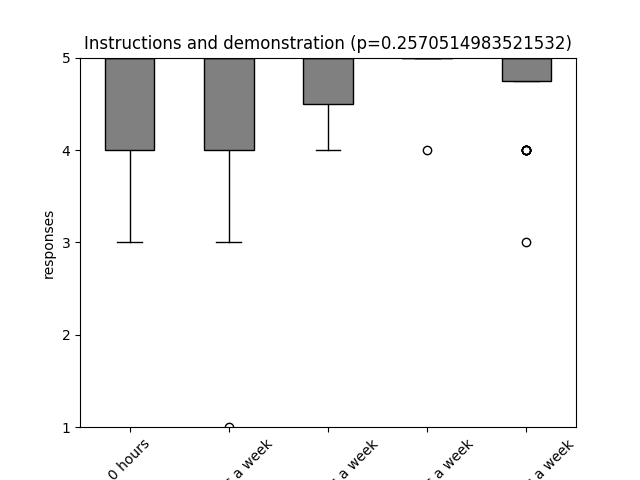 Instructions and demonstration (p=0.2570514983521532)
responses
5
4
3
2
1
0 hours
a week
a week
a week
a week